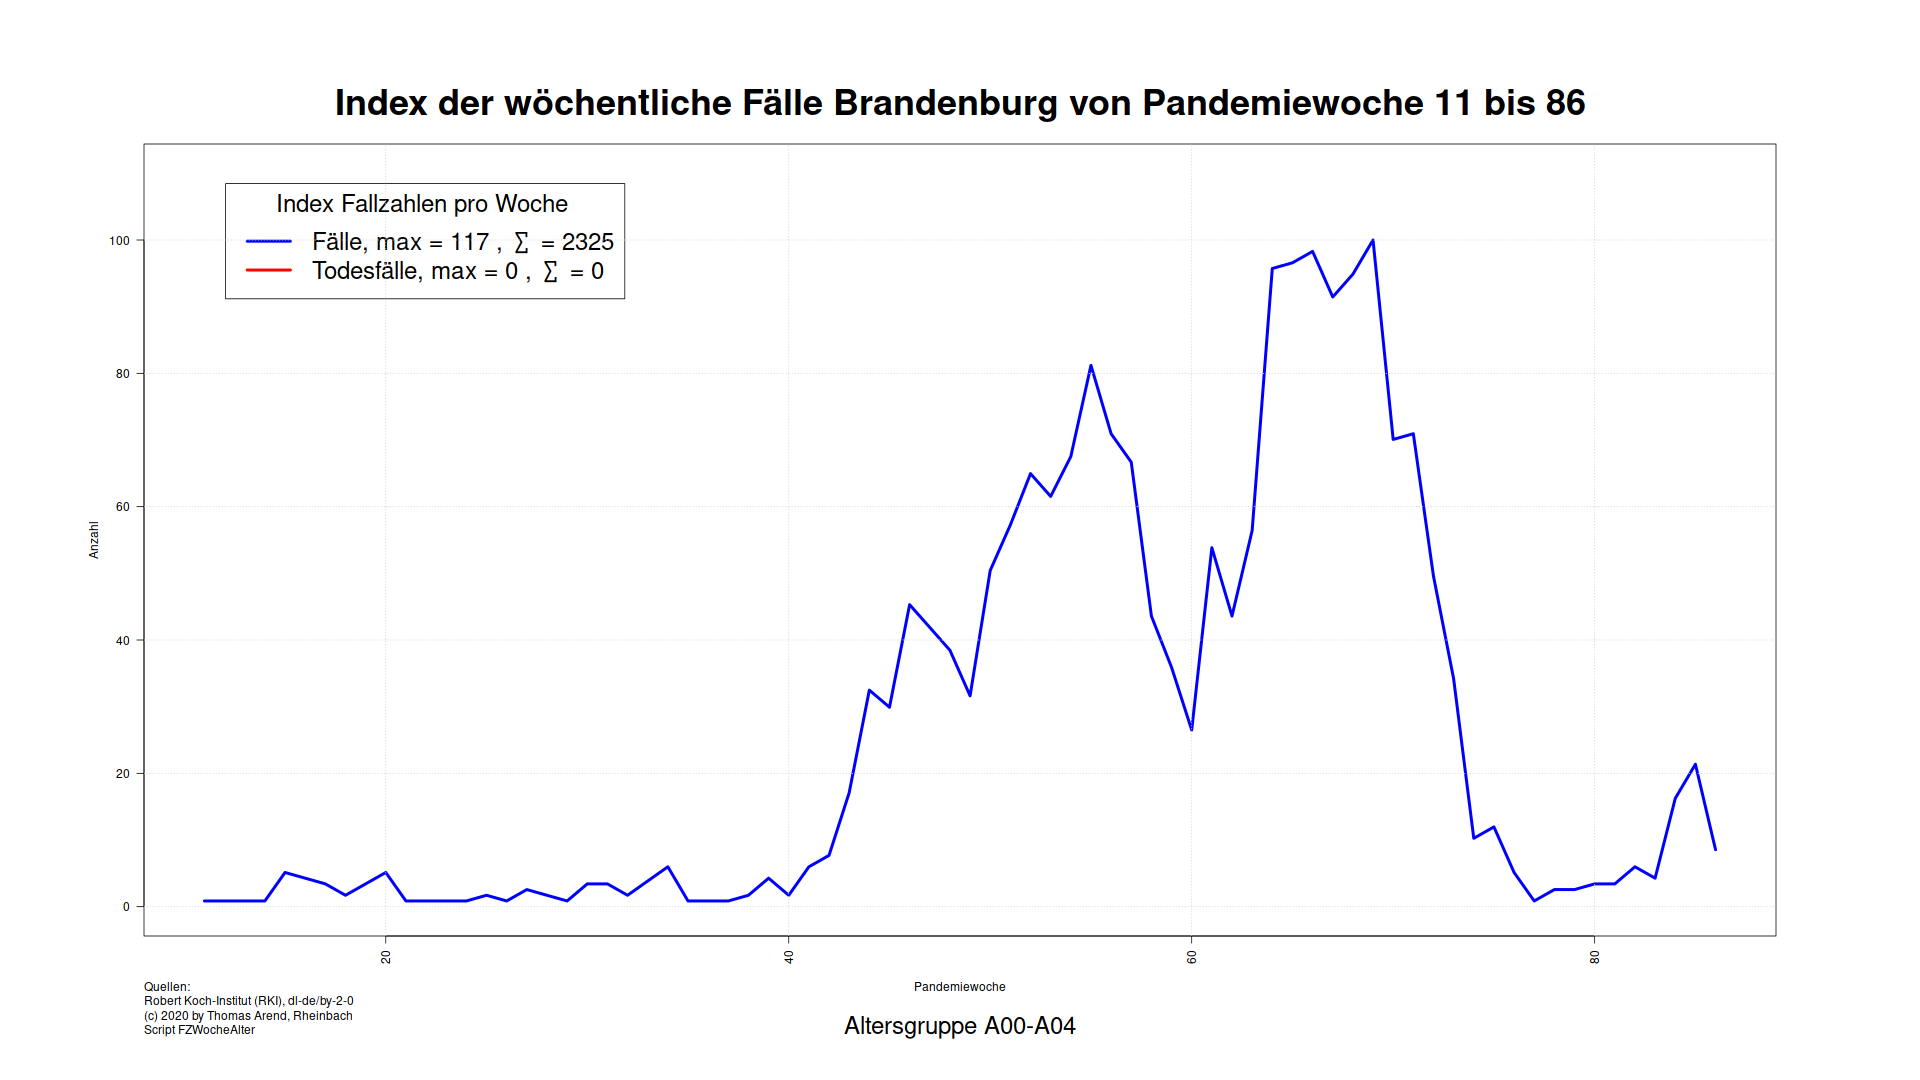 Index der wöchentliche Fälle Brandenburg von Pandemiewoche 11 bis 86
Index Fallzahlen pro Woche
Fälle, max = 117 , ∑ = 2325
Todesfälle, max = 0 , ∑ = 0
100
80
60
40
20
0
Anzahl
20
40
60
80
Pandemiewoche
Quellen:
Robert Koch-Institut (RKI), dl-de/by-2-0
(c) 2020 by Thomas Arend, Rheinbach
Script FZWocheAlter
Altersgruppe A00-A04